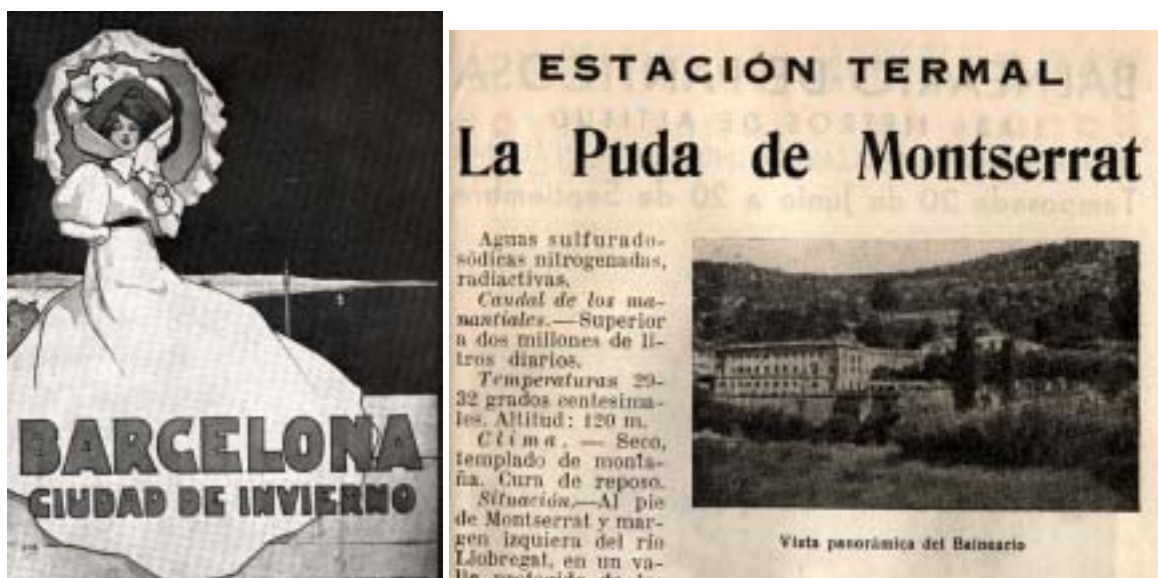 BARCELONA
CIUDAD DE INVIERNO
ESTACIÓN TERMAL
La Puda de Montserrat
Aguas sulfurado-
sódicas nitrogenadas,
radiactivas.
Caudal de los ma-
nantiales.—Superior
a dos millones de li-
tros diarios.
Temperaturas 29-
32 grados centesima-
les. Altitud: 120 m.
Clima. — Seco,
templado de monta-
ña. Cura de reposo.
Situación.—Al pie
de Montserrat y mar-
gen izquiera del río
Llobregat, en un va-
Vista panorámica del Balneario